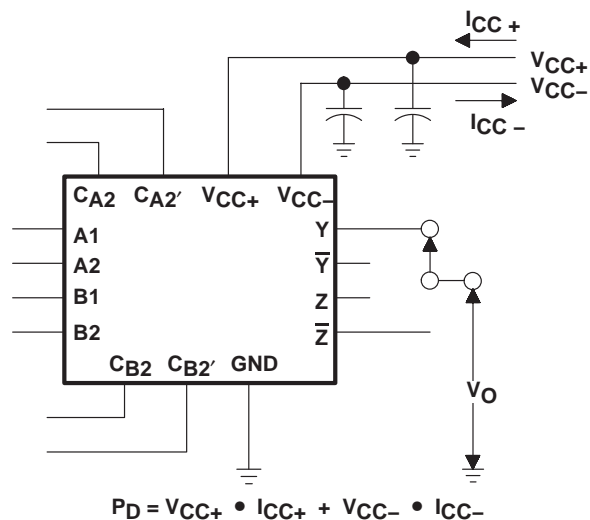 ICC +
VCC+
VCC–
ICC –
CA2 CA2′ VCC+ VCC–
A1 Y
A2 Y̅
B1 Z
B2 Z̅
CB2 CB2′ GND
VO
PD = VCC+ • ICC+ + VCC– • ICC–